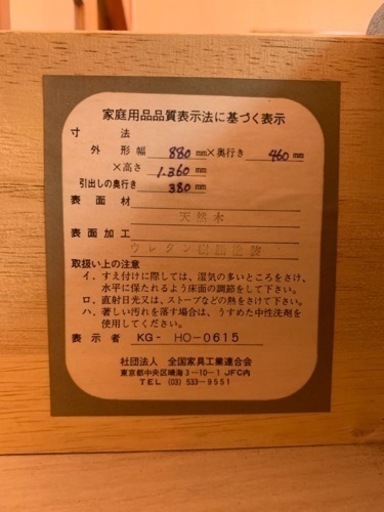 家庭用品品質表示法に基づく表示
寸法
外形幅 880 mm×奥行き 460 mm
×高さ 1.360 mm
引出しの奥行き 380 mm
表面材 天然木
表面加工 ウレタン樹脂塗装
取扱い上の注意
イ．すえ付けに際しては、湿気の多いところをさけ、
水平に保たれるよう床面の調節をして下さい。
ロ．直射日光又は、ストーブなどの熱をさけて下さい。
ハ．著しい汚れを落す場合は、うすめた中性洗剤を
使用してください。
表示者 KG- HO-0615
社団法人 全国家具工業連合会
東京都中央区晴海3-10-1 JFC内
TEL (03)533-9551